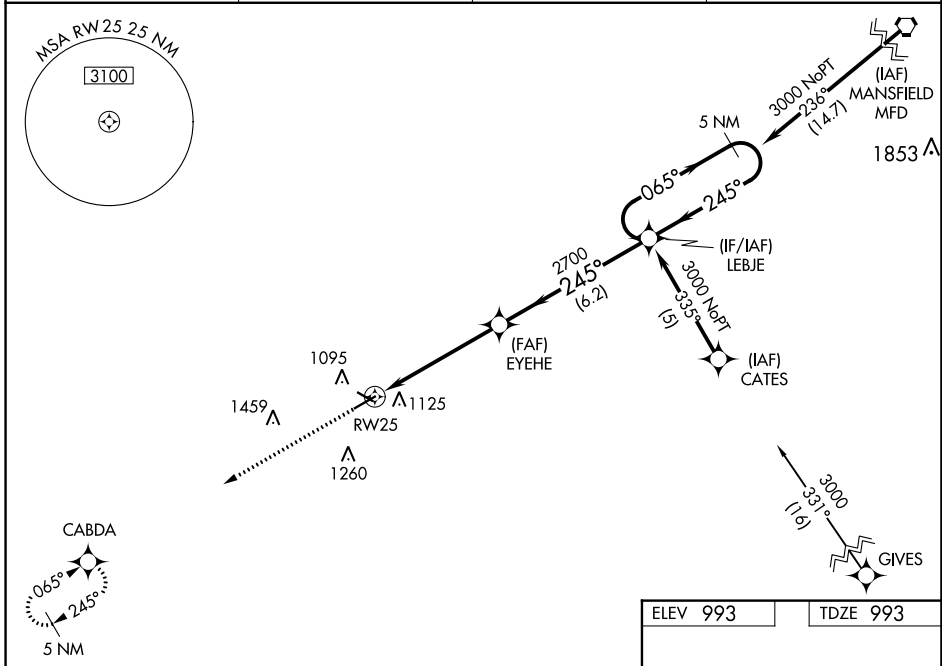 MSA RW25 25 NM
3100
(IAF)
MANSFIELD
MFD
3000 NoPT
236°
(14.7)
1853
5 NM
065°
245°
(IF/IAF)
LEBJE
2700
245°
(6.2)
3000 NoPT
335°
(5)
(FAF)
EYEHE
(IAF)
CATES
1095
1125
1459
RW25
1260
3000
331°
(16)
GIVES
CABDA
065°
245°
5 NM
ELEV 993
TDZE 993